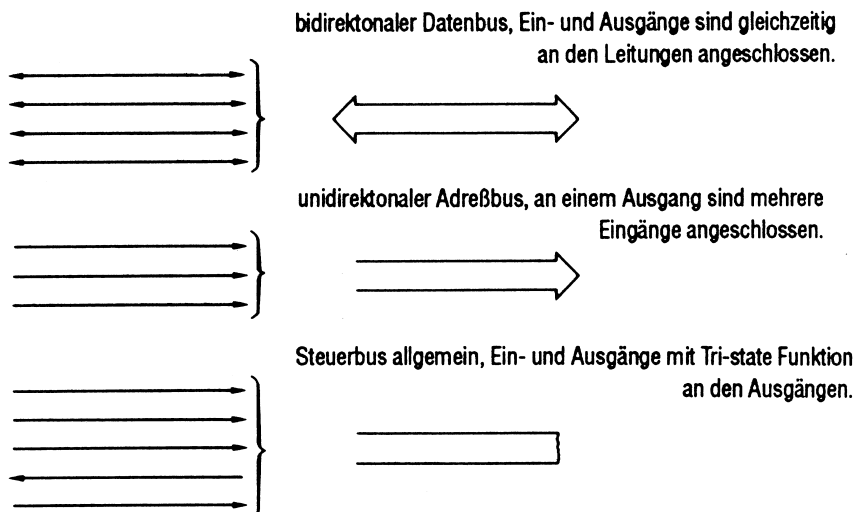 bidirektonaler Datenbus, Ein- und Ausgänge sind gleichzeitig
an den Leitungen angeschlossen.
unidirektonaler Adreßbus, an einem Ausgang sind mehrere
Eingänge angeschlossen.
Steuerbus allgemein, Ein- und Ausgänge mit Tri-state Funktion
an den Ausgängen.